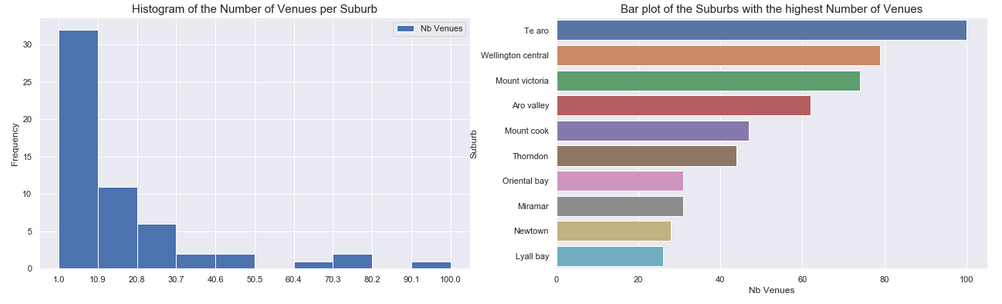 Histogram of the Number of Venues per Suburb
Nb Venues
Frequency
30
25
20
15
10
5
0
1.0 10.9 20.8 30.7 40.6 50.5 60.4 70.3 80.2 90.1 100.0
Bar plot of the Suburbs with the highest Number of Venues
Suburb
Te aro
Wellington central
Mount victoria
Aro valley
Mount cook
Thorndon
Oriental bay
Miramar
Newtown
Lyall bay
0 20 40 60 80 100
Nb Venues